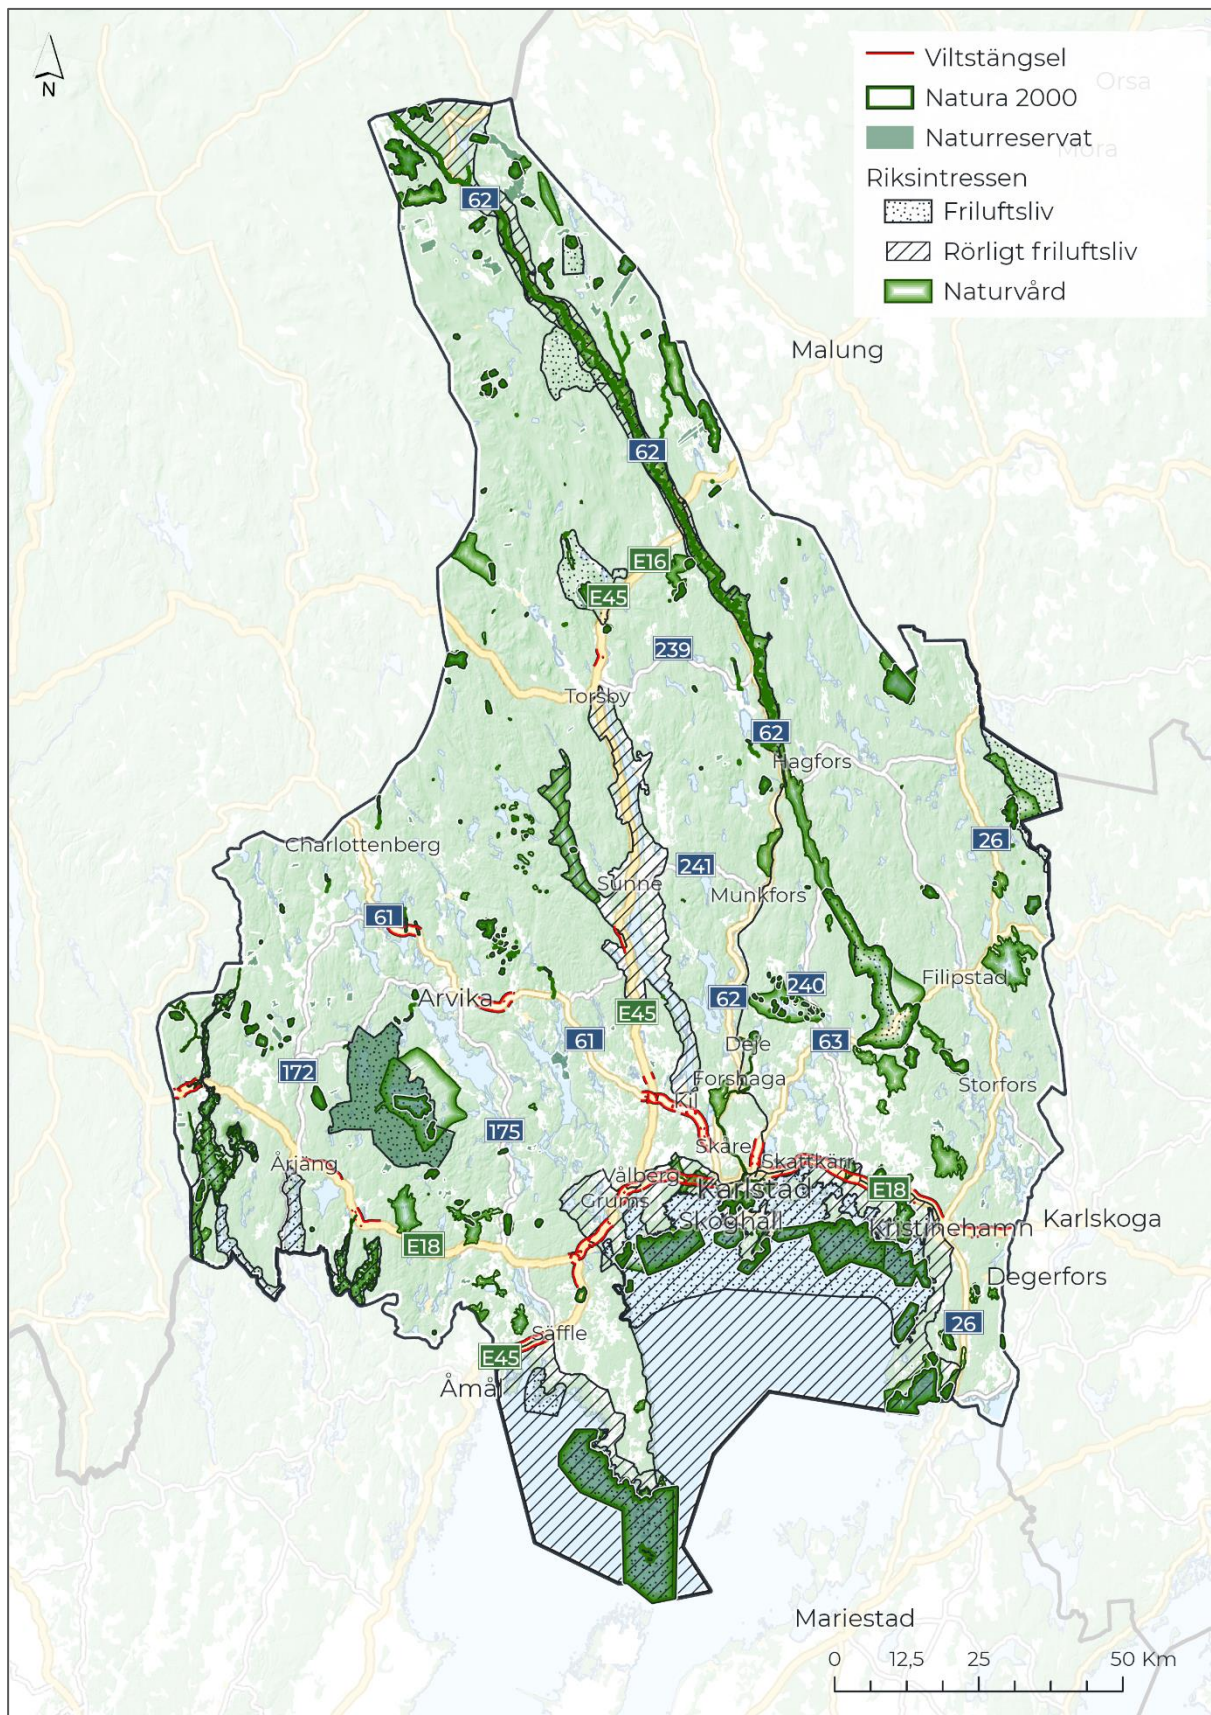 Viltstängsel
Orsa
Natura 2000
Naturreservat
Mora
Riksintressen
Friluftsliv
Rörligt friluftsliv
Naturvård
N
62
Malung
62
E16
E45
239
Torsby
62
Hagfors
Charlottenberg
26
241
Sunne
Munkfors
61
Filipstad
240
Arvika
62
E45
61
63
Deje
172
Forshaga
Storfors
Kil
175
Skåre
Årjäng
Skattkärr
Vålberg
Karlstad
E18
Grums
Skoghall
Kristinehamn
Karlskoga
E18
Degerfors
26
Säffle
E45
Åmål
Mariestad
0 12,5 25 50 Km